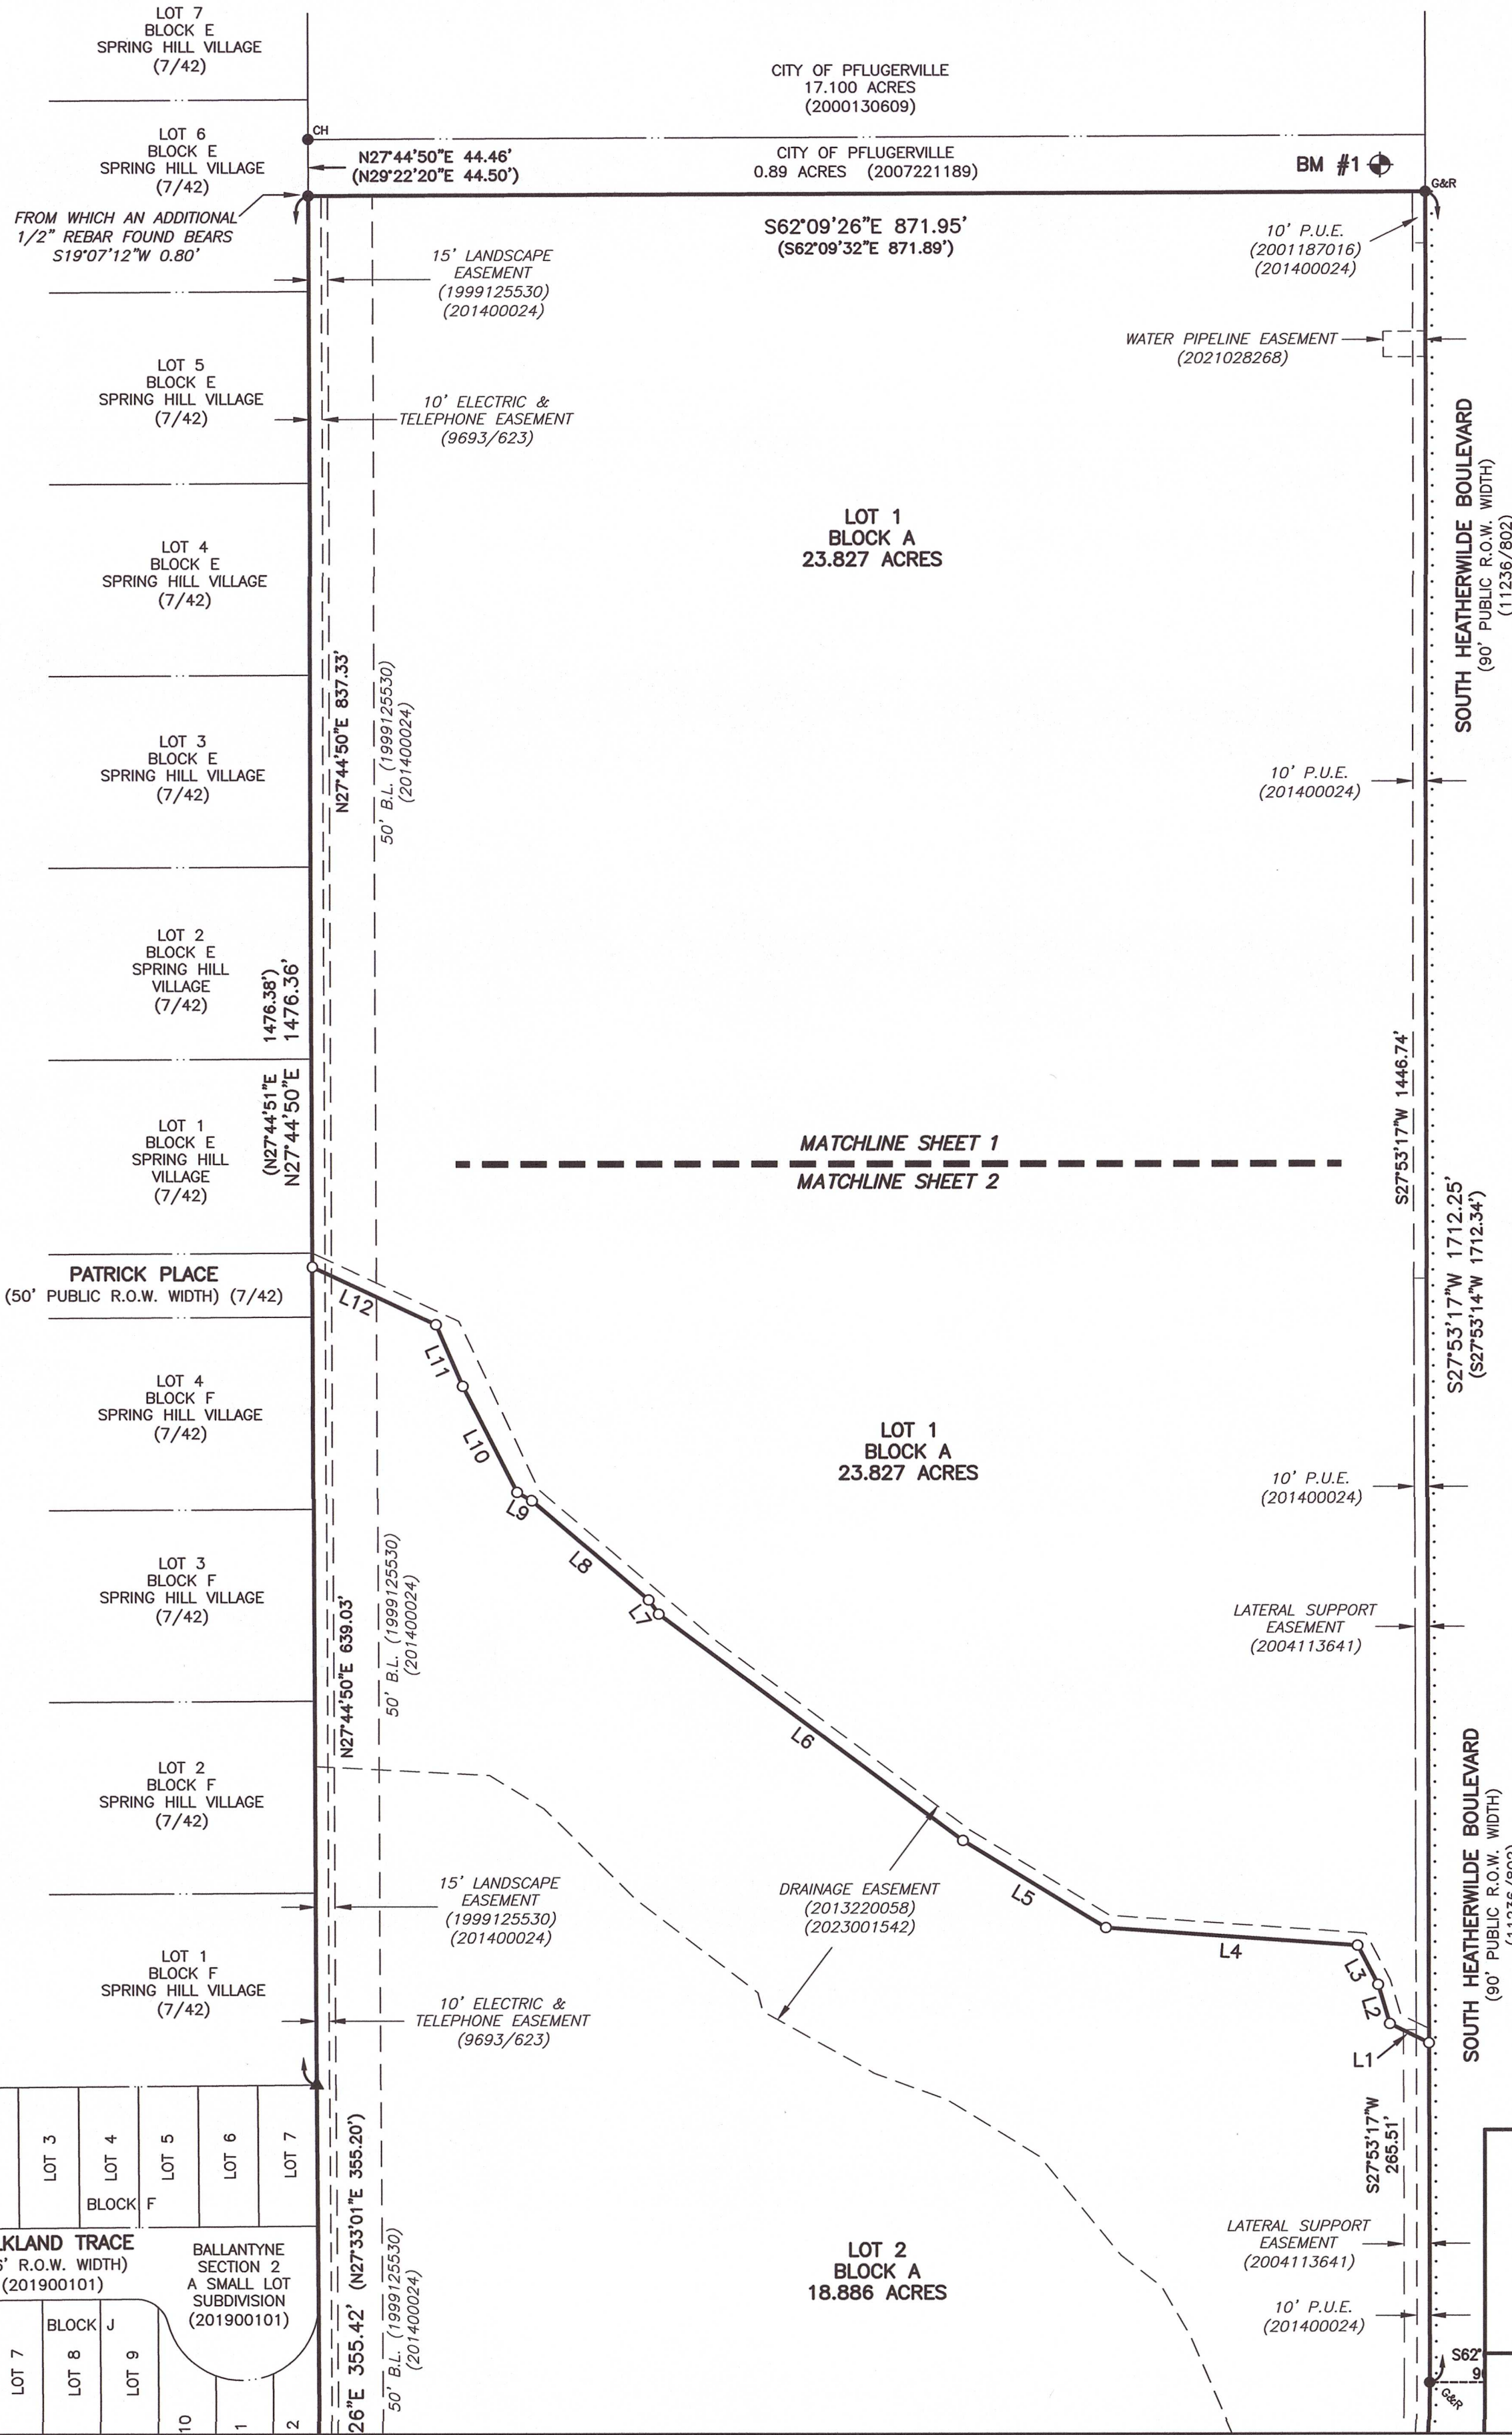 LOT 7
BLOCK E
SPRING HILL VILLAGE
(7/42)
CITY OF PFLUGERVILLE
17.100 ACRES
(2000130609)
CH
LOT 6
BLOCK E
SPRING HILL VILLAGE
(7/42)
N27°44'50"E 44.46'
(N29°22'20"E 44.50')
CITY OF PFLUGERVILLE
0.89 ACRES (2007221189)
BM #1
G&R
FROM WHICH AN ADDITIONAL
1/2" REBAR FOUND BEARS
S19°07'12"W 0.80'
S62°09'26"E 871.95'
(S62°09'32"E 871.89')
10' P.U.E.
(2001187016)
(201400024)
15' LANDSCAPE
EASEMENT
(1999125530)
(201400024)
WATER PIPELINE EASEMENT
(2021028268)
LOT 5
BLOCK E
SPRING HILL VILLAGE
(7/42)
10' ELECTRIC &
TELEPHONE EASEMENT
(9693/623)
SOUTH HEATHERWILDE BOULEVARD
(90' PUBLIC R.O.W. WIDTH)
(11236/802)
LOT 1
BLOCK A
23.827 ACRES
LOT 4
BLOCK E
SPRING HILL VILLAGE
(7/42)
N27°44'50"E 837.33'
50' B.L. (1999125530)
(201400024)
LOT 3
BLOCK E
SPRING HILL VILLAGE
(7/42)
10' P.U.E.
(201400024)
LOT 2
BLOCK E
SPRING HILL
VILLAGE
(7/42)
(N27°44'51"E 1476.38')
N27°44'50"E 1476.36'
S27°53'17"W 1446.74'
LOT 1
BLOCK E
SPRING HILL
VILLAGE
(7/42)
MATCHLINE SHEET 1
MATCHLINE SHEET 2
S27°53'17"W 1712.25'
(S27°53'14"W 1712.34')
PATRICK PLACE
(50' PUBLIC R.O.W. WIDTH) (7/42)
L12
L11
L10
L9
L8
L7
L6
L5
L4
L3
L2
L1
LOT 4
BLOCK F
SPRING HILL VILLAGE
(7/42)
LOT 1
BLOCK A
23.827 ACRES
10' P.U.E.
(201400024)
LOT 3
BLOCK F
SPRING HILL VILLAGE
(7/42)
N27°44'50"E 639.03'
50' B.L. (1999125530)
(201400024)
LATERAL SUPPORT
EASEMENT
(2004113641)
LOT 2
BLOCK F
SPRING HILL VILLAGE
(7/42)
SOUTH HEATHERWILDE BOULEVARD
(90' PUBLIC R.O.W. WIDTH)
(11236/802)
15' LANDSCAPE
EASEMENT
(1999125530)
(201400024)
DRAINAGE EASEMENT
(2013220058)
(2023001542)
LOT 1
BLOCK F
SPRING HILL VILLAGE
(7/42)
10' ELECTRIC &
TELEPHONE EASEMENT
(9693/623)
S27°53'17"W
265.51'
LOT 3
LOT 4
LOT 5
LOT 6
LOT 7
BLOCK F
LKLAND TRACE
' R.O.W. WIDTH)
(201900101)
BALLANTYNE
SECTION 2
A SMALL LOT
SUBDIVISION
(201900101)
26"E 355.42' (N27°33'01"E 355.20')
50' B.L. (1999125530)
(201400024)
LOT 2
BLOCK A
18.886 ACRES
LATERAL SUPPORT
EASEMENT
(2004113641)
10' P.U.E.
(201400024)
BLOCK J
LOT 7
LOT 8
LOT 9
10
1
2
S62°
9
G&R